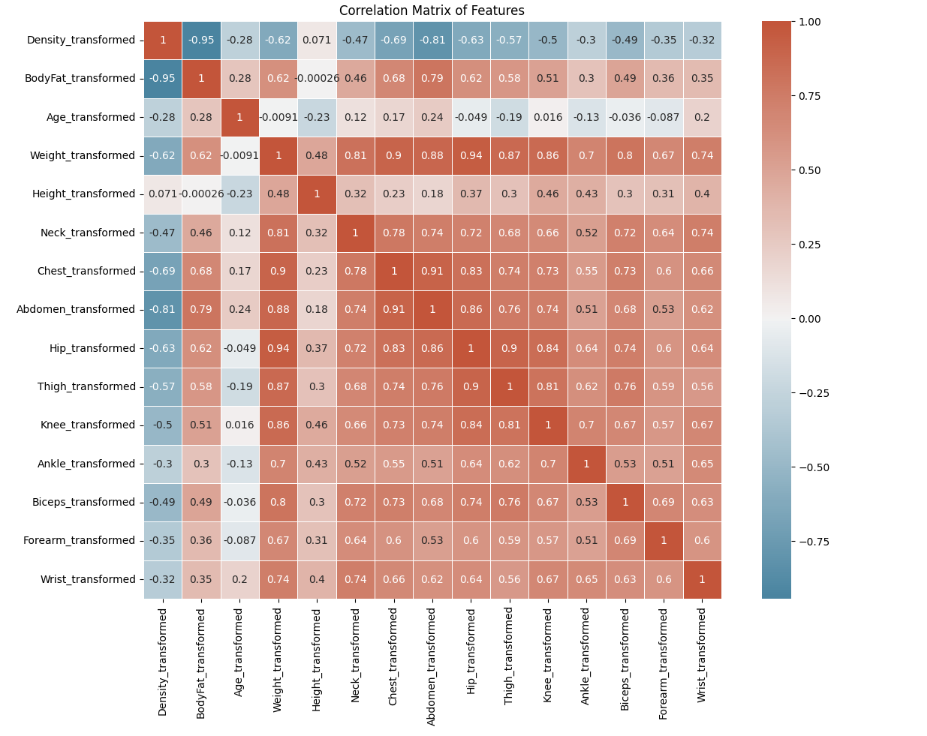 Correlation Matrix of Features
Density_transformed 1 -0.95 -0.28 -0.62 0.071 -0.47 -0.69 -0.81 -0.63 -0.57 -0.5 -0.3 -0.49 -0.35 -0.32
BodyFat_transformed -0.95 1 0.28 0.62 -0.00026 0.46 0.68 0.79 0.62 0.58 0.51 0.3 0.49 0.36 0.35
Age_transformed -0.28 0.28 1 -0.0091 -0.23 0.12 0.17 0.24 -0.049 -0.19 0.016 -0.13 -0.036 -0.087 0.2
Weight_transformed -0.62 0.62 -0.0091 1 0.48 0.81 0.9 0.88 0.94 0.87 0.86 0.7 0.8 0.67 0.74
Height_transformed 0.071 -0.00026 -0.23 0.48 1 0.32 0.23 0.18 0.37 0.3 0.46 0.43 0.3 0.31 0.4
Neck_transformed -0.47 0.46 0.12 0.81 0.32 1 0.78 0.74 0.72 0.68 0.66 0.52 0.72 0.64 0.74
Chest_transformed -0.69 0.68 0.17 0.9 0.23 0.78 1 0.91 0.83 0.74 0.73 0.55 0.73 0.6 0.66
Abdomen_transformed -0.81 0.79 0.24 0.88 0.18 0.74 0.91 1 0.86 0.76 0.74 0.51 0.68 0.53 0.62
Hip_transformed -0.63 0.62 -0.049 0.94 0.37 0.72 0.83 0.86 1 0.9 0.84 0.64 0.74 0.6 0.64
Thigh_transformed -0.57 0.58 -0.19 0.87 0.3 0.68 0.74 0.76 0.9 1 0.81 0.62 0.76 0.59 0.56
Knee_transformed -0.5 0.51 0.016 0.86 0.46 0.66 0.73 0.74 0.84 0.81 1 0.7 0.67 0.57 0.67
Ankle_transformed -0.3 0.3 -0.13 0.7 0.43 0.52 0.55 0.51 0.64 0.62 0.7 1 0.53 0.51 0.65
Biceps_transformed -0.49 0.49 -0.036 0.8 0.3 0.72 0.73 0.68 0.74 0.76 0.67 0.53 1 0.69 0.63
Forearm_transformed -0.35 0.36 -0.087 0.67 0.31 0.64 0.6 0.53 0.6 0.59 0.57 0.51 0.69 1 0.6
Wrist_transformed -0.32 0.35 0.2 0.74 0.4 0.74 0.66 0.62 0.64 0.56 0.67 0.65 0.63 0.6 1
Density_transformed
BodyFat_transformed
Age_transformed
Weight_transformed
Height_transformed
Neck_transformed
Chest_transformed
Abdomen_transformed
Hip_transformed
Thigh_transformed
Knee_transformed
Ankle_transformed
Biceps_transformed
Forearm_transformed
Wrist_transformed
1.00
0.75
0.50
0.25
0.00
−0.25
−0.50
−0.75